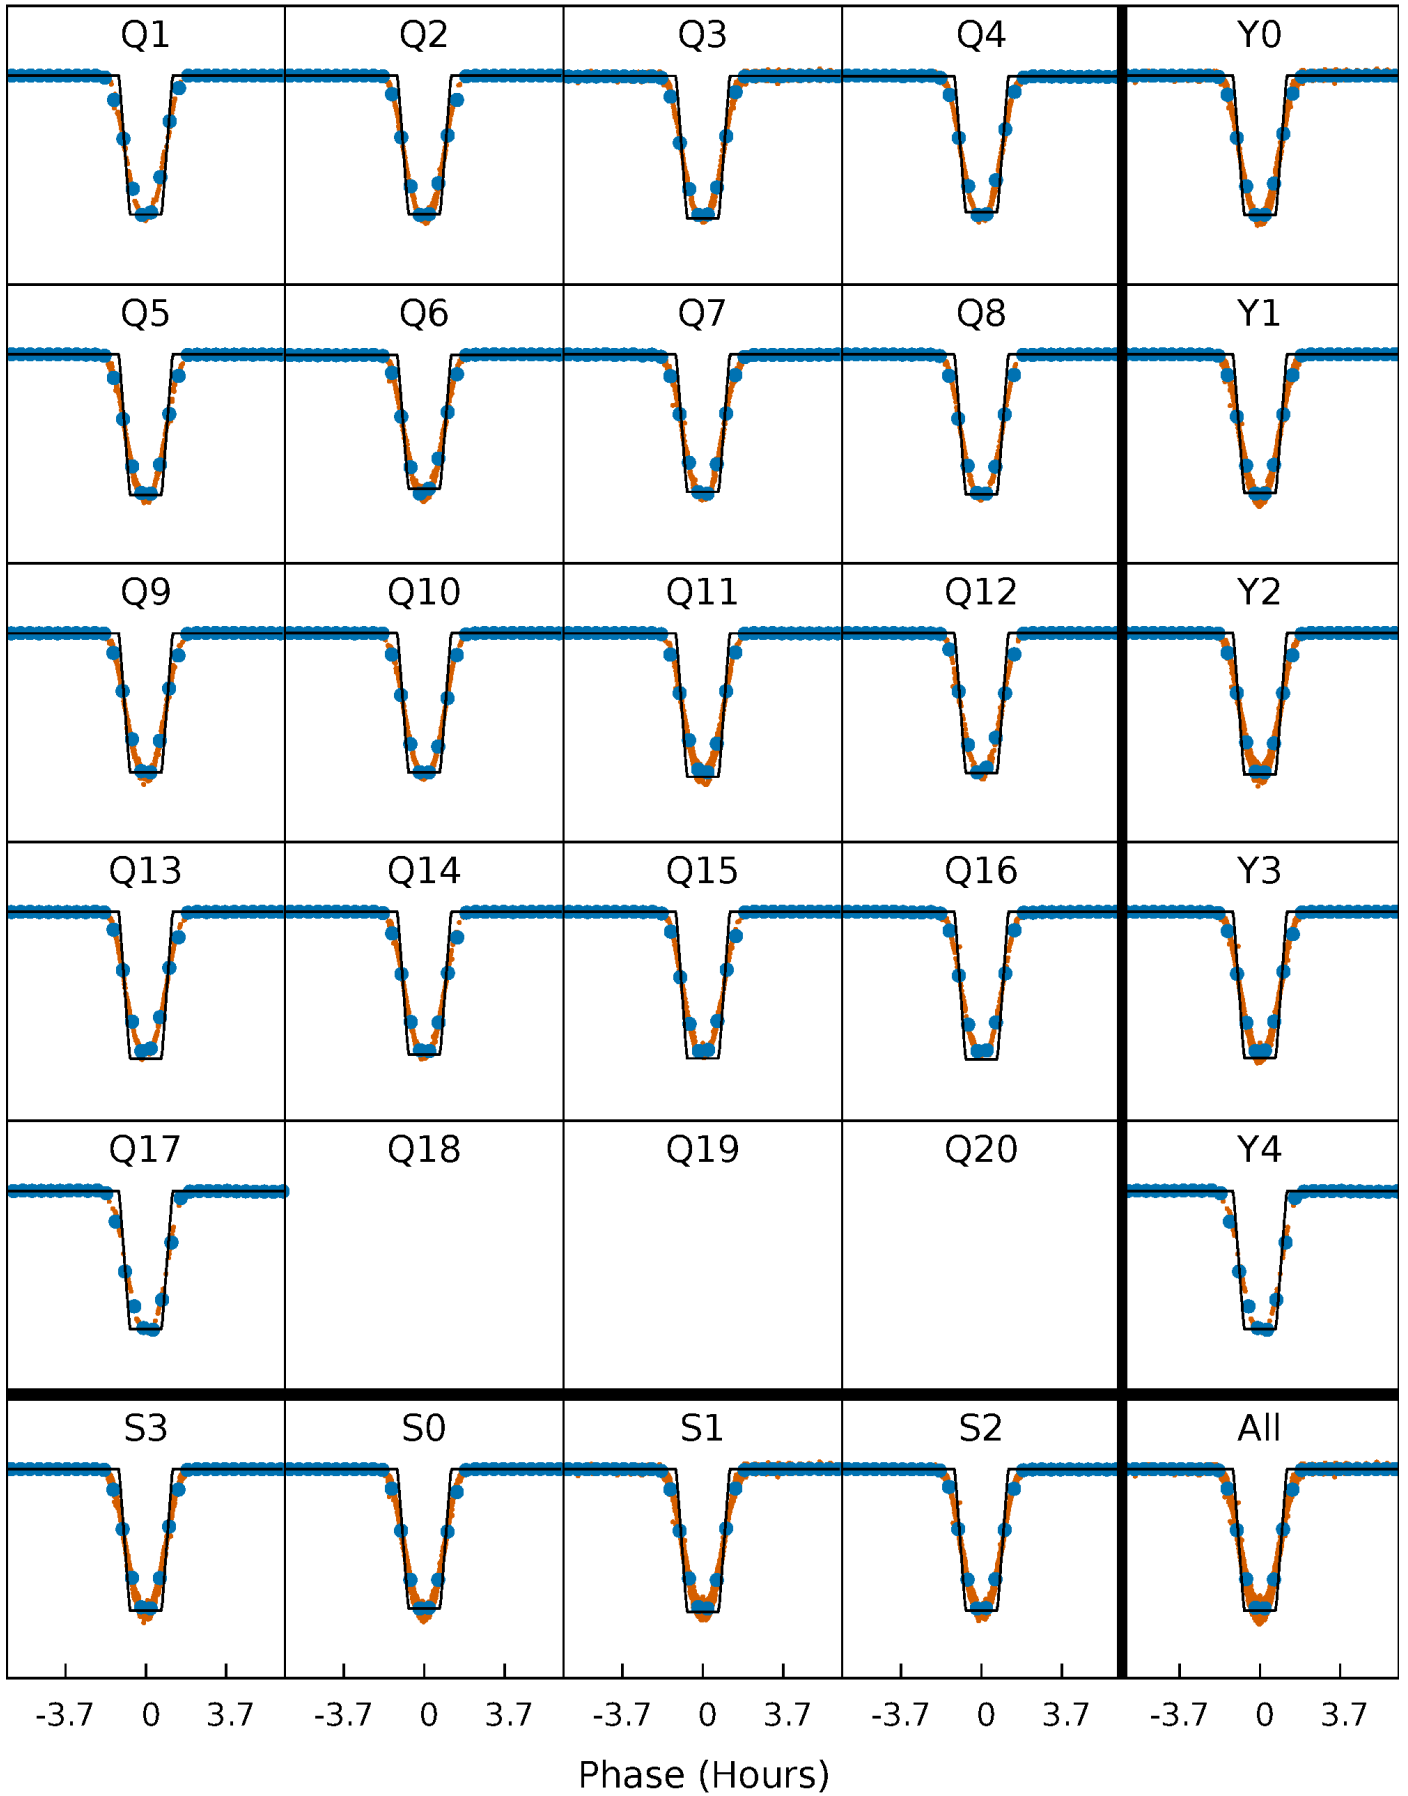 Q1 Q2 Q3 Q4 Y0
Q5 Q6 Q7 Q8 Y1
Q9 Q10 Q11 Q12 Y2
Q13 Q14 Q15 Q16 Y3
Q17 Q18 Q19 Q20 Y4
S3 S0 S1 S2 All
-3.7 0 3.7 -3.7 0 3.7 -3.7 0 3.7 -3.7 0 3.7 -3.7 0 3.7
Phase (Hours)